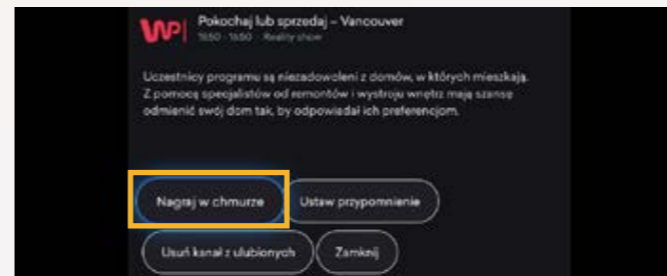 WP Pokochaj lub sprzedaj – Vancouver
Reality show
Uczestnicy programu są niezadowoleni z domów, w których mieszkają.
Z pomocą specjalistów od remontów i wystroju wnętrz mają szansę
odmienić swój dom tak, by odpowiadał ich preferencjom.
Nagraj w chmurze Ustaw przypomnienie
Usuń kanał z ulubionych Zamknij